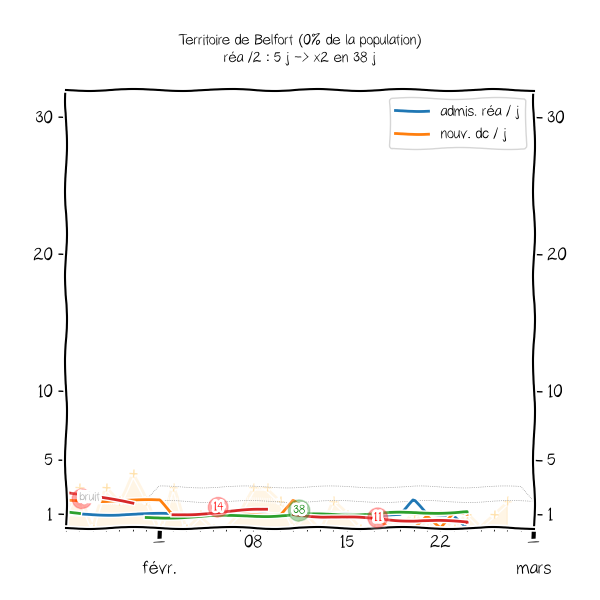 Territoire de Belfort (0% de la population)
réa /2 : 5 j -> x2 en 38 j
admis. réa / j
nouv. dc / j
30
30
20
20
10
10
5
5
1
1
bruit
14
38
11
08
15
22
févr.
mars